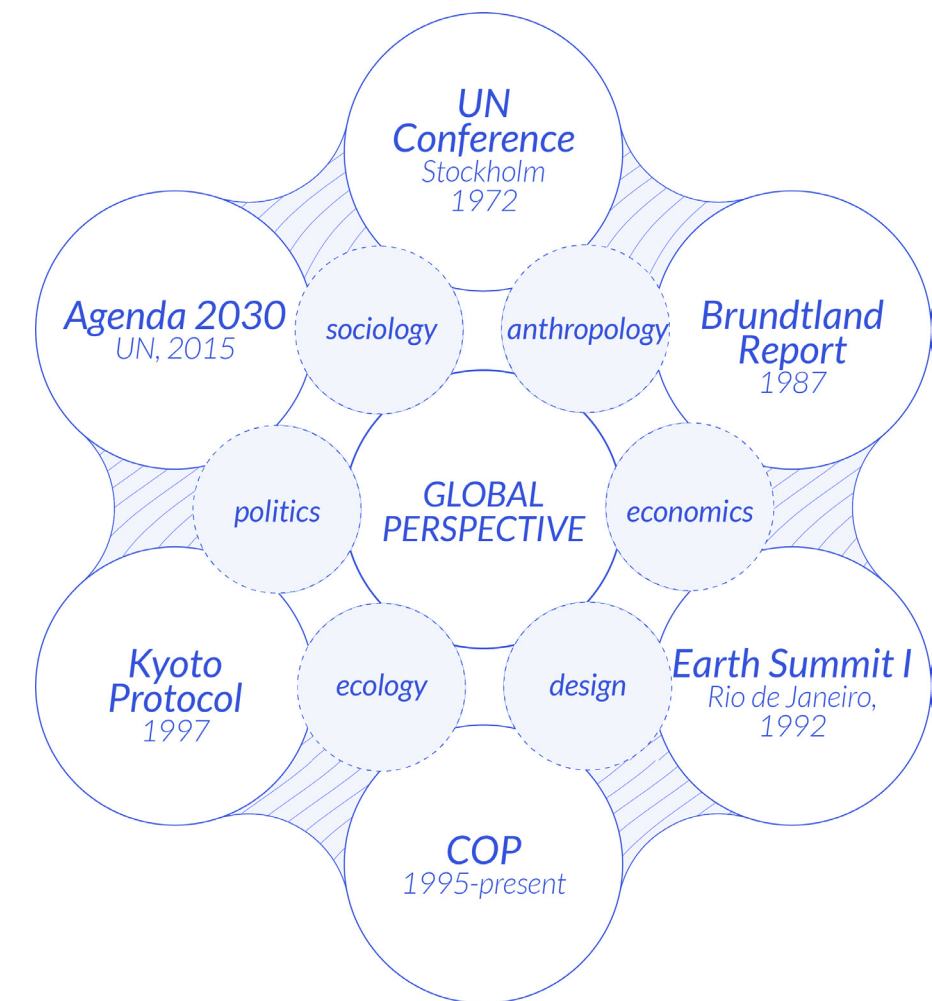 UN
Conference
Stockholm
1972
Agenda 2030
UN, 2015
sociology
anthropology
Brundtland
Report
1987
politics
GLOBAL
PERSPECTIVE
economics
Kyoto
Protocol
1997
ecology
design
Earth Summit I
Rio de Janeiro,
1992
COP
1995-present